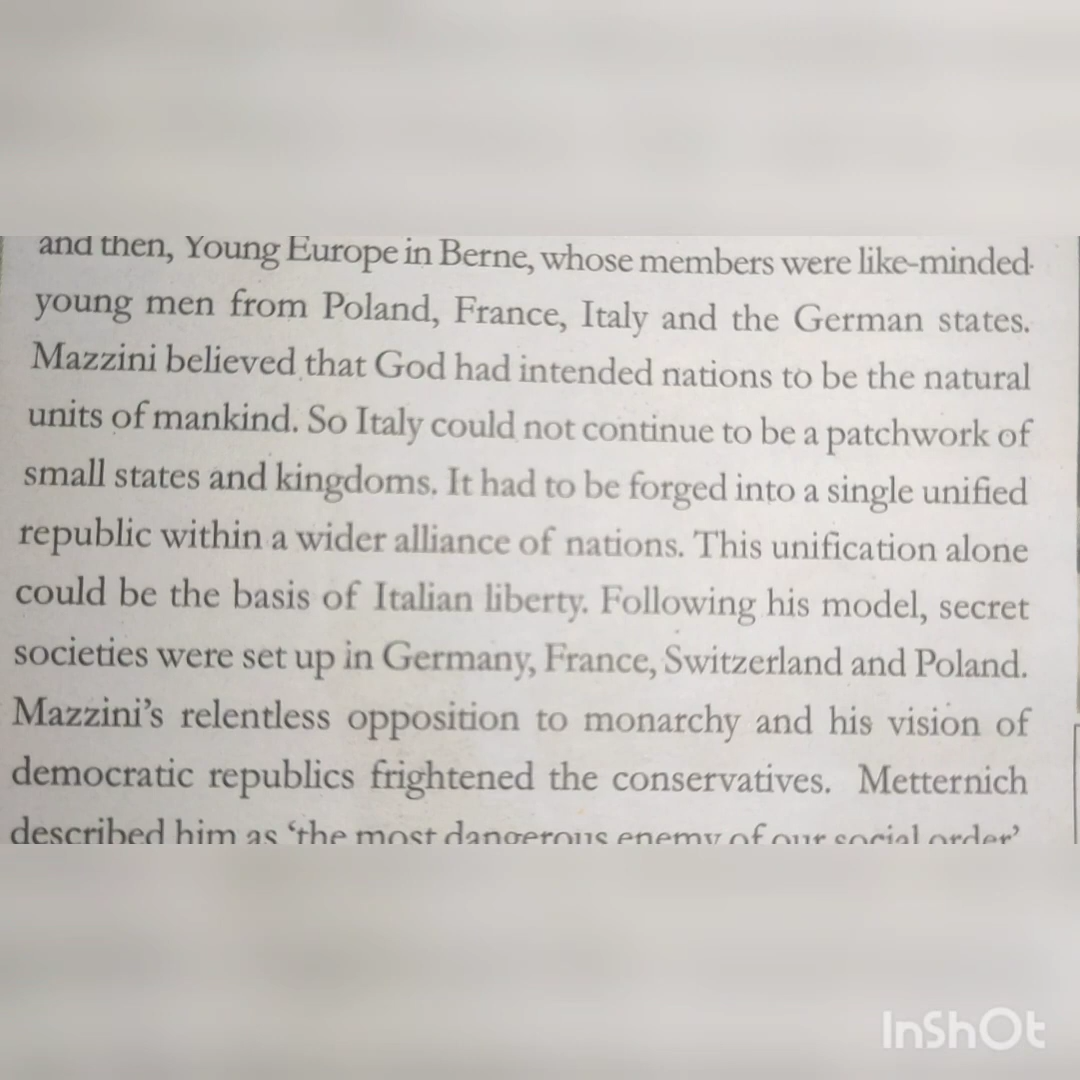 and then, Young Europe in Berne, whose members were like-minded
young men from Poland, France, Italy and the German states.
Mazzini believed that God had intended nations to be the natural
units of mankind. So Italy could not continue to be a patchwork of
small states and kingdoms. It had to be forged into a single unified
republic within a wider alliance of nations. This unification alone
could be the basis of Italian liberty. Following his model, secret
societies were set up in Germany, France, Switzerland and Poland.
Mazzini's relentless opposition to monarchy and his vision of
democratic republics frightened the conservatives. Metternich
described him as ‘the most dangerous enemy of our social order’
InShOt